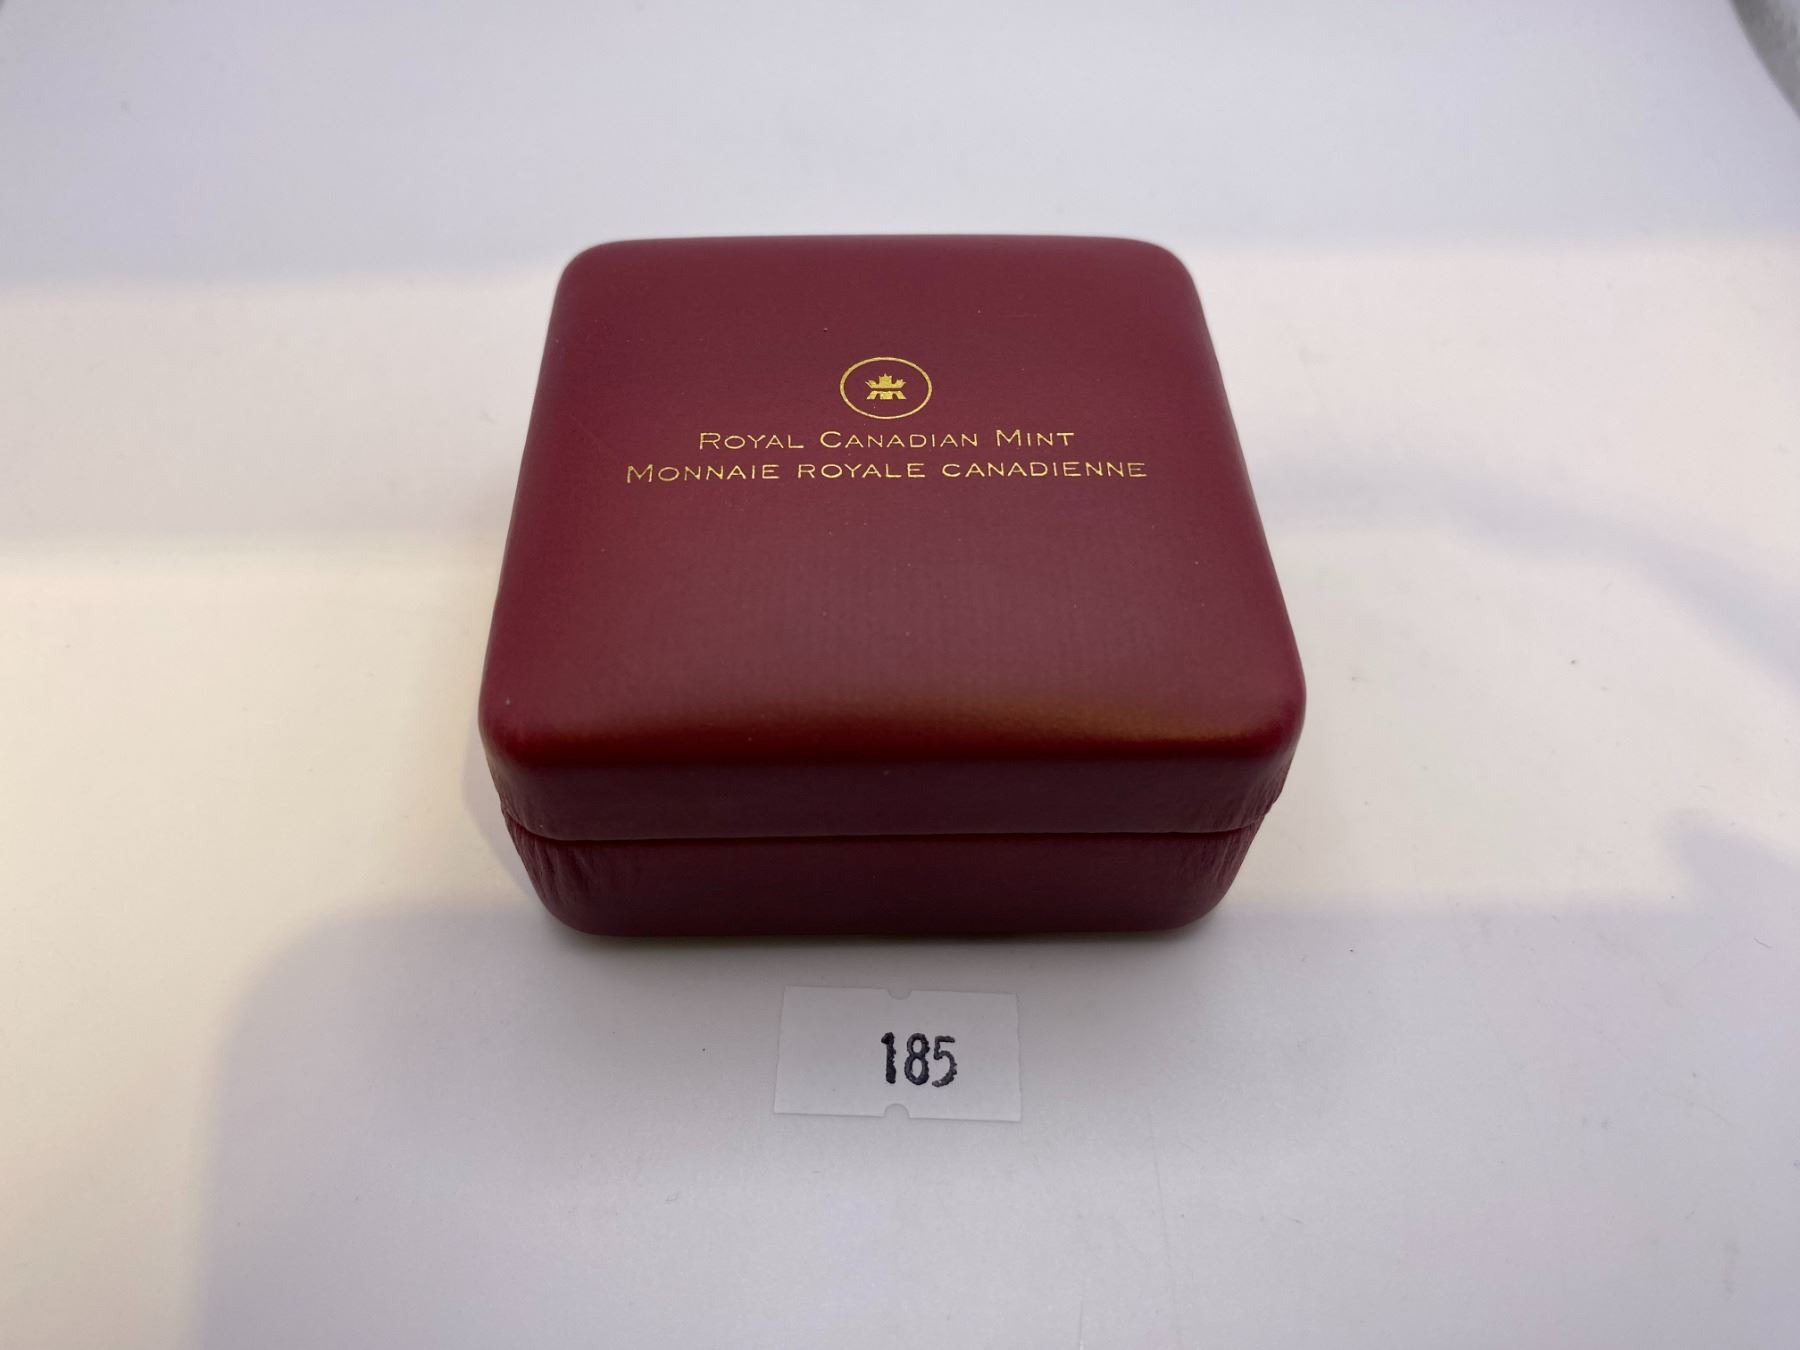 ROYAL CANADIAN MINT
MONNAIE ROYALE CANADIENNE
185